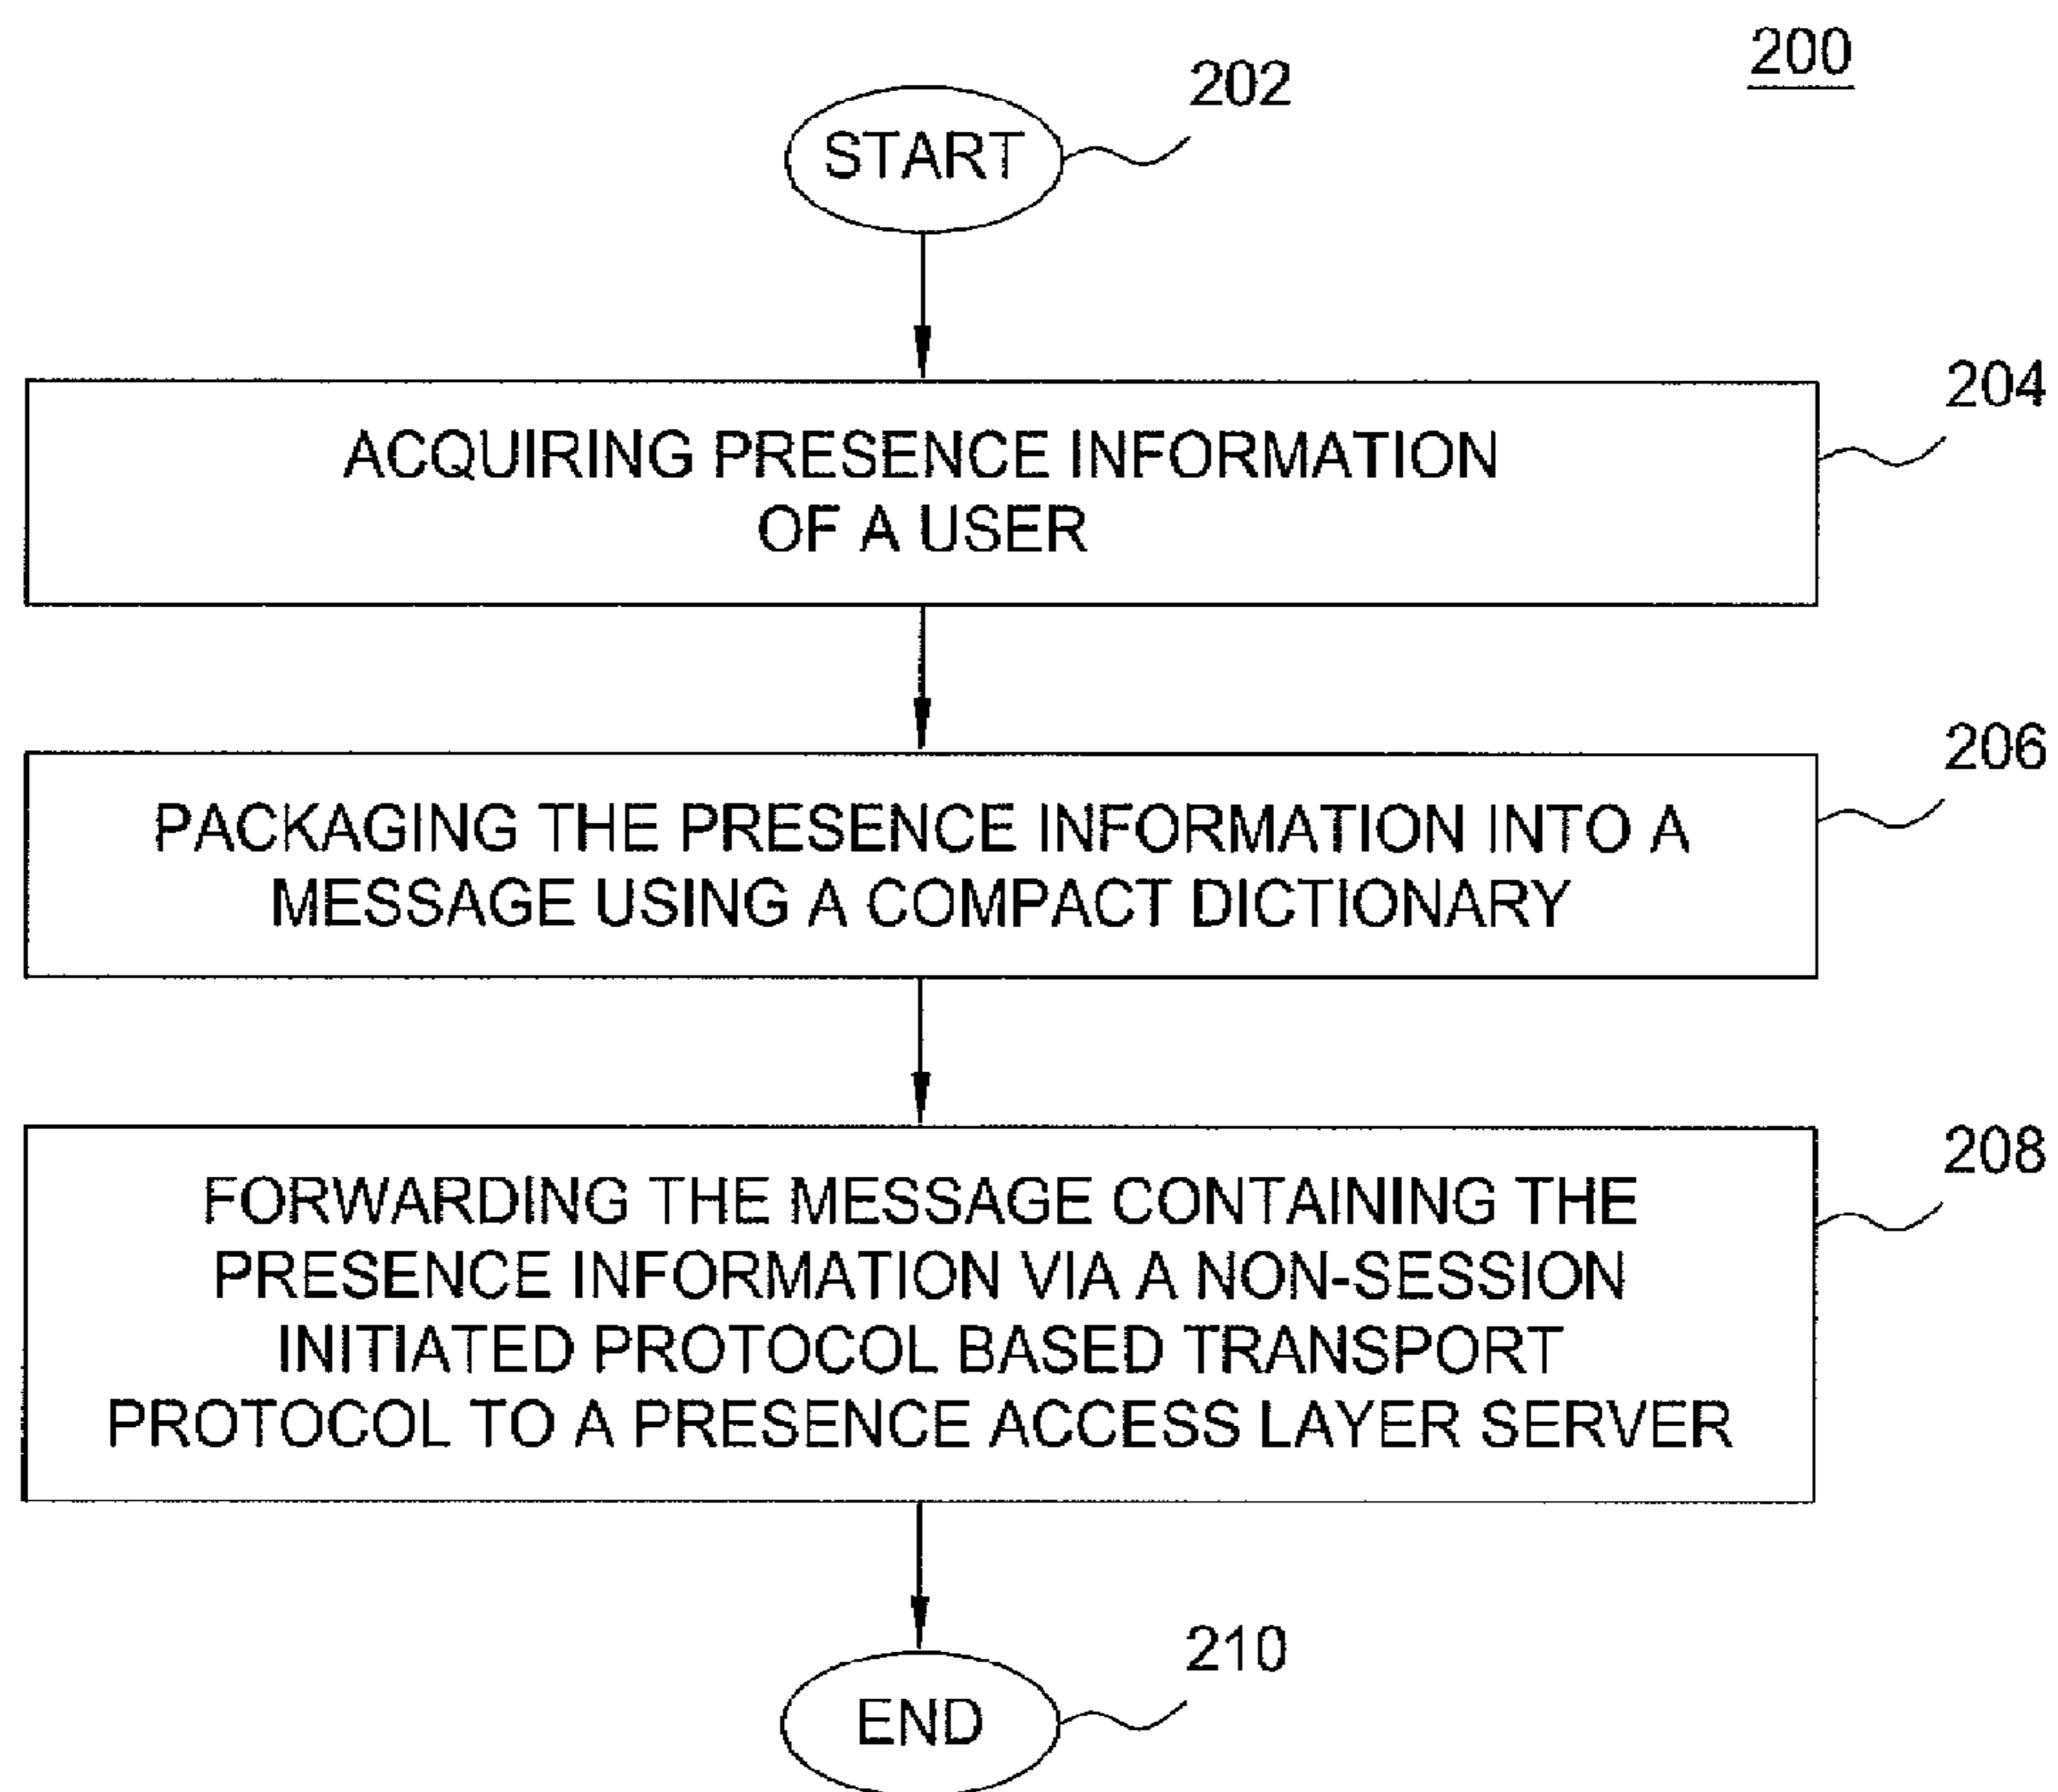 200
202
START
204
ACQUIRING PRESENCE INFORMATION
OF A USER
206
PACKAGING THE PRESENCE INFORMATION INTO A
MESSAGE USING A COMPACT DICTIONARY
208
FORWARDING THE MESSAGE CONTAINING THE
PRESENCE INFORMATION VIA A NON-SESSION
INITIATED PROTOCOL BASED TRANSPORT
PROTOCOL TO A PRESENCE ACCESS LAYER SERVER
210
END